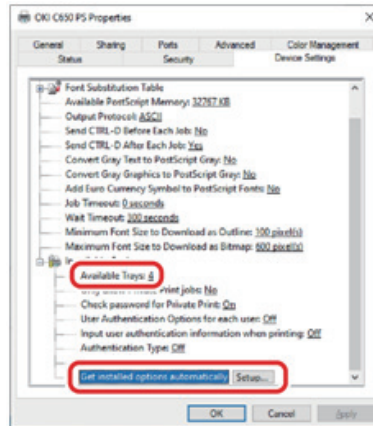 OKI C650 PS Properties
General Sharing Ports Advanced Color Management
Status Security Device Settings
Font Substitution Table
Available PostScript Memory: 32767 KB
Output Protocol: ASCII
Send CTRL-D Before Each Job: No
Send CTRL-D After Each Job: Yes
Convert Gray Text to PostScript Gray: No
Convert Gray Graphics to PostScript Gray: No
Add Euro Currency Symbol to PostScript Fonts: No
Job Timeout: 0 seconds
Wait Timeout: 300 seconds
Minimum Font Size to Download as Outline: 100 pixel(s)
Maximum Font Size to Download as Bitmap: 600 pixel(s)
Available Trays: 4
Print jobs: No
Check password for Private Print: On
User Authentication Options for each user: Off
Input user authentication information when printing: Off
Authentication Type: Off
Get installed options automatically Setup...
OK Cancel Apply